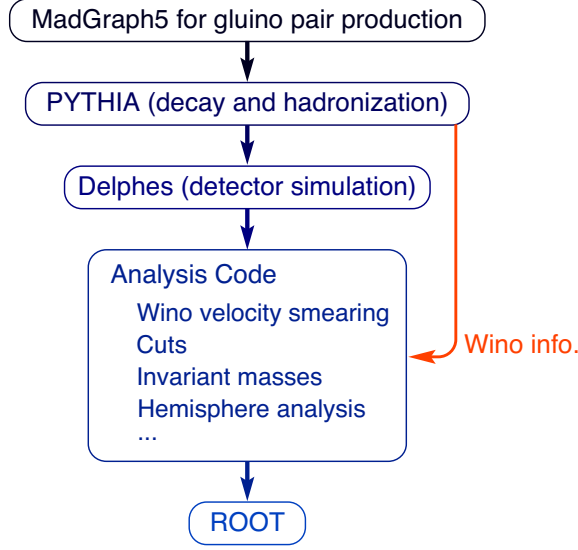 MadGraph5 for gluino pair production
PYTHIA (decay and hadronization)
Delphes (detector simulation)
Analysis Code
Wino velocity smearing
Cuts
Invariant masses
Hemisphere analysis
...
Wino info.
ROOT